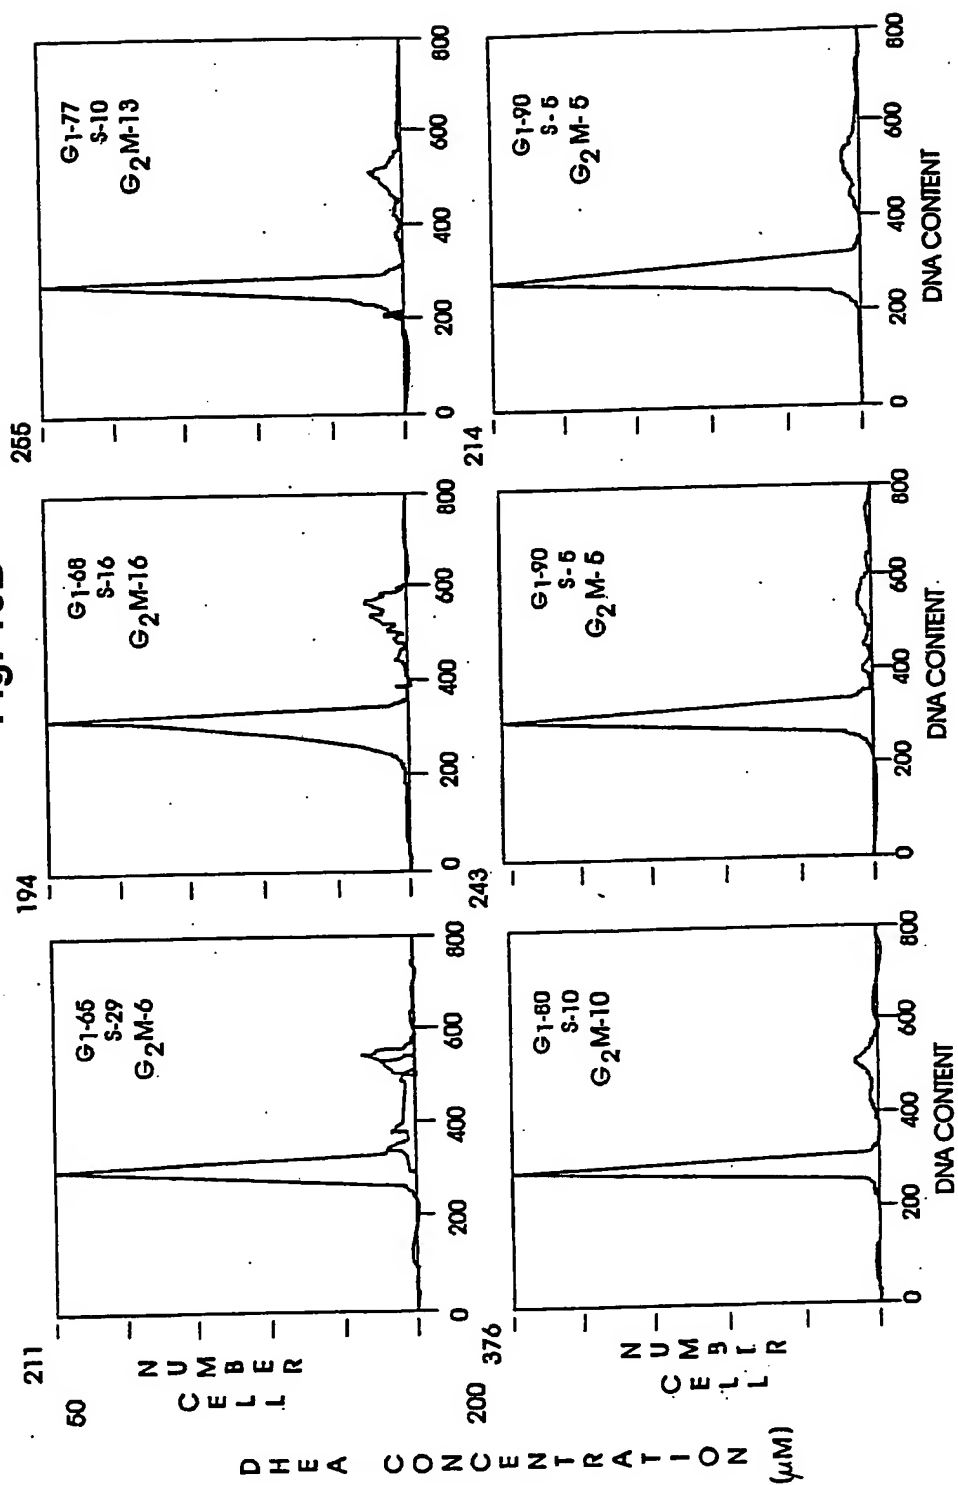 211
50
CELL
NUMBER
G1-65
S-29
G2M-6
0 200 400 600 800
194
G1-68
S-16
G2M-16
0 200 400 600 800
255
G1-77
S-10
G2M-13
0 200 400 600 800
DHEA CONCENTRATION
(μM)
376
200
CELL
G1-80
S-10
G2M-10
0 200 400 600 800
DNA CONTENT
243
G1-90
S-5
G2M-5
0 200 400 600 800
DNA CONTENT
214
G1-90
S-5
G2M-5
0 200 400 600 800
DNA CONTENT